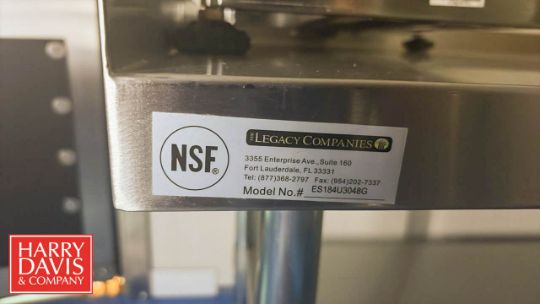 NSF®
THE LEGACY COMPANIES
3355 Enterprise Ave., Suite 160
Fort Lauderdale, FL 33331
Tel: (877)368-2797 Fax: (954)202-7337
Model No.# ES184U3048G
HARRY
DAVIS
& COMPANY